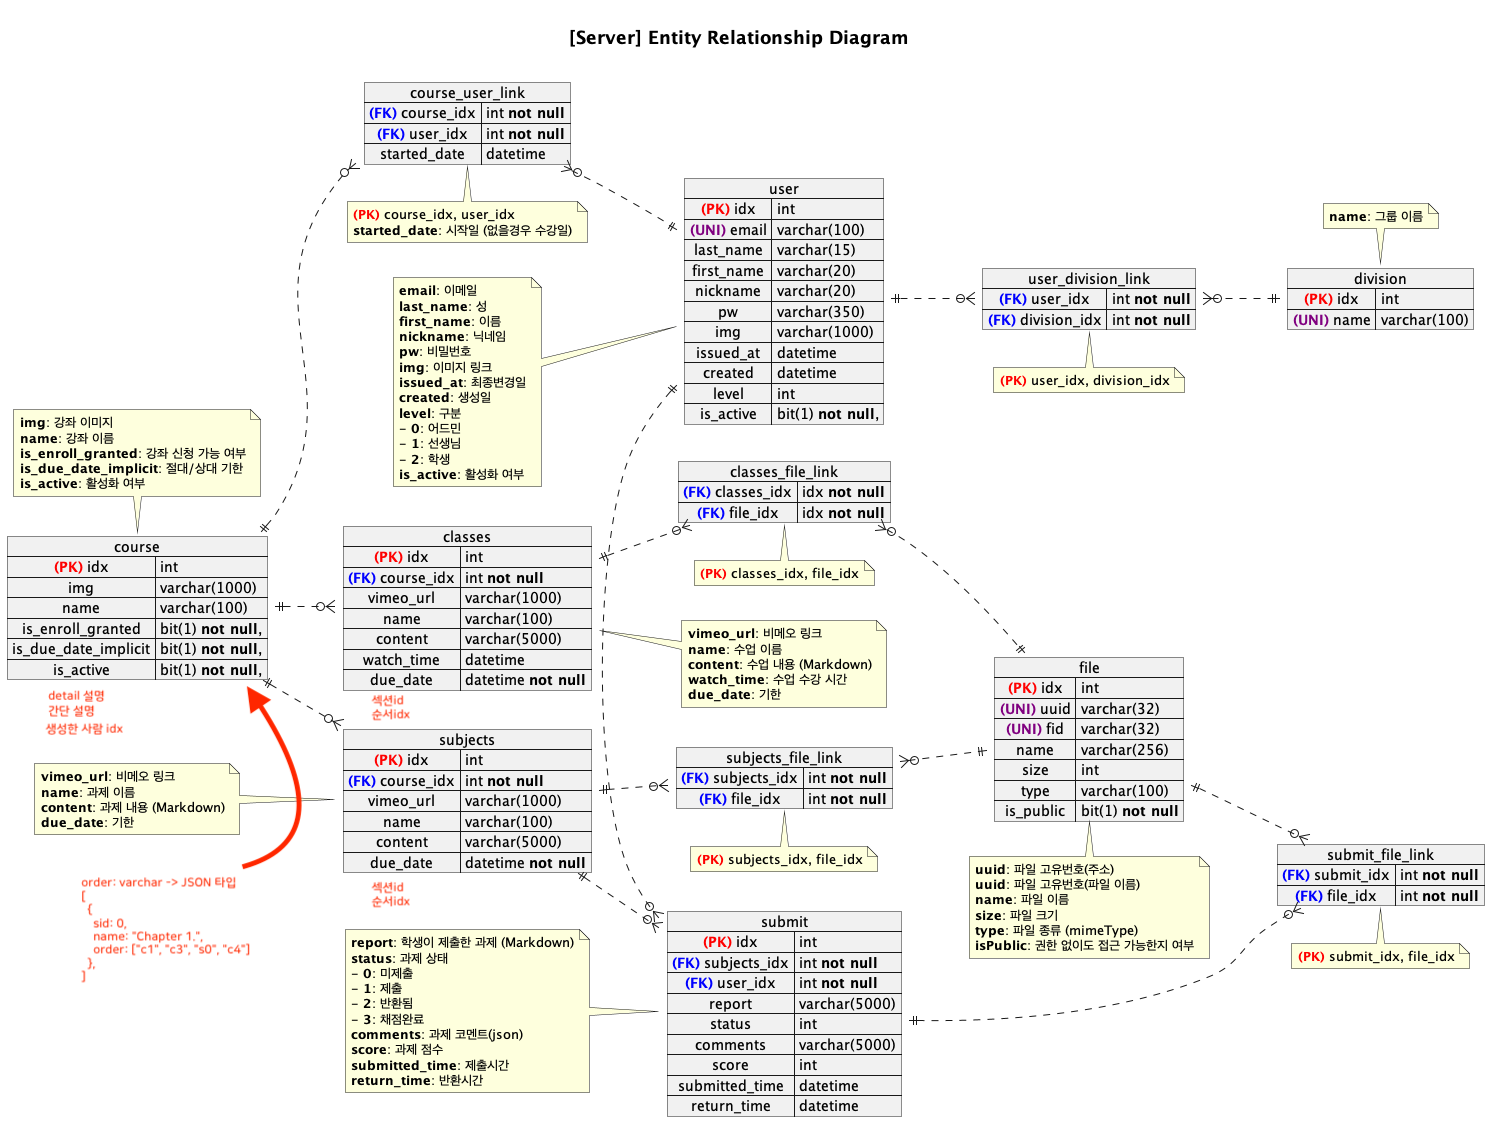 [Server] Entity Relationship Diagram
course_user_link
(FK) course_idx int not null
(FK) user_idx int not null
started_date datetime
(PK) course_idx, user_idx
started_date: 시작일 (없을경우 수강일)
user
(PK) idx int
(UNI) email varchar(100)
last_name varchar(15)
first_name varchar(20)
nickname varchar(20)
pw varchar(350)
img varchar(1000)
issued_at datetime
created datetime
level int
is_active bit(1) not null,
email: 이메일
last_name: 성
first_name: 이름
nickname: 닉네임
pw: 비밀번호
img: 이미지 링크
issued_at: 최종변경일
created: 생성일
level: 구분
- 0: 어드민
- 1: 선생님
- 2: 학생
is_active: 활성화 여부
user_division_link
(FK) user_idx int not null
(FK) division_idx int not null
(PK) user_idx, division_idx
name: 그룹 이름
division
(PK) idx int
(UNI) name varchar(100)
img: 강좌 이미지
name: 강좌 이름
is_enroll_granted: 강좌 신청 가능 여부
is_due_date_implicit: 절대/상대 기한
is_active: 활성화 여부
course
(PK) idx int
img varchar(1000)
name varchar(100)
is_enroll_granted bit(1) not null,
is_due_date_implicit bit(1) not null,
is_active bit(1) not null,
detail 설명
간단 설명
생성한 사람 idx
classes
(PK) idx int
(FK) course_idx int not null
vimeo_url varchar(1000)
name varchar(100)
content varchar(5000)
watch_time datetime
due_date datetime not null
섹션id
순서idx
classes_file_link
(FK) classes_idx idx not null
(FK) file_idx idx not null
(PK) classes_idx, file_idx
vimeo_url: 비메오 링크
name: 수업 이름
content: 수업 내용 (Markdown)
watch_time: 수업 수강 시간
due_date: 기한
file
(PK) idx int
(UNI) uuid varchar(32)
(UNI) fid varchar(32)
name varchar(256)
size int
type varchar(100)
is_public bit(1) not null
uuid: 파일 고유번호(주소)
uuid: 파일 고유번호(파일 이름)
name: 파일 이름
size: 파일 크기
type: 파일 종류 (mimeType)
isPublic: 권한 없이도 접근 가능한지 여부
subjects
(PK) idx int
(FK) course_idx int not null
vimeo_url varchar(1000)
name varchar(100)
content varchar(5000)
due_date datetime not null
섹션id
순서idx
vimeo_url: 비메오 링크
name: 과제 이름
content: 과제 내용 (Markdown)
due_date: 기한
subjects_file_link
(FK) subjects_idx int not null
(FK) file_idx int not null
(PK) subjects_idx, file_idx
order: varchar -> JSON 타입
[
{
sid: 0,
name: "Chapter 1.",
order: ["c1", "c3", "s0", "c4"]
},
]
submit_file_link
(FK) submit_idx int not null
(FK) file_idx int not null
(PK) submit_idx, file_idx
report: 학생이 제출한 과제 (Markdown)
status: 과제 상태
- 0: 미제출
- 1: 제출
- 2: 반환됨
- 3: 채점완료
comments: 과제 코멘트(json)
score: 과제 점수
submitted_time: 제출시간
return_time: 반환시간
submit
(PK) idx int
(FK) subjects_idx int not null
(FK) user_idx int not null
report varchar(5000)
status int
comments varchar(5000)
score int
submitted_time datetime
return_time datetime